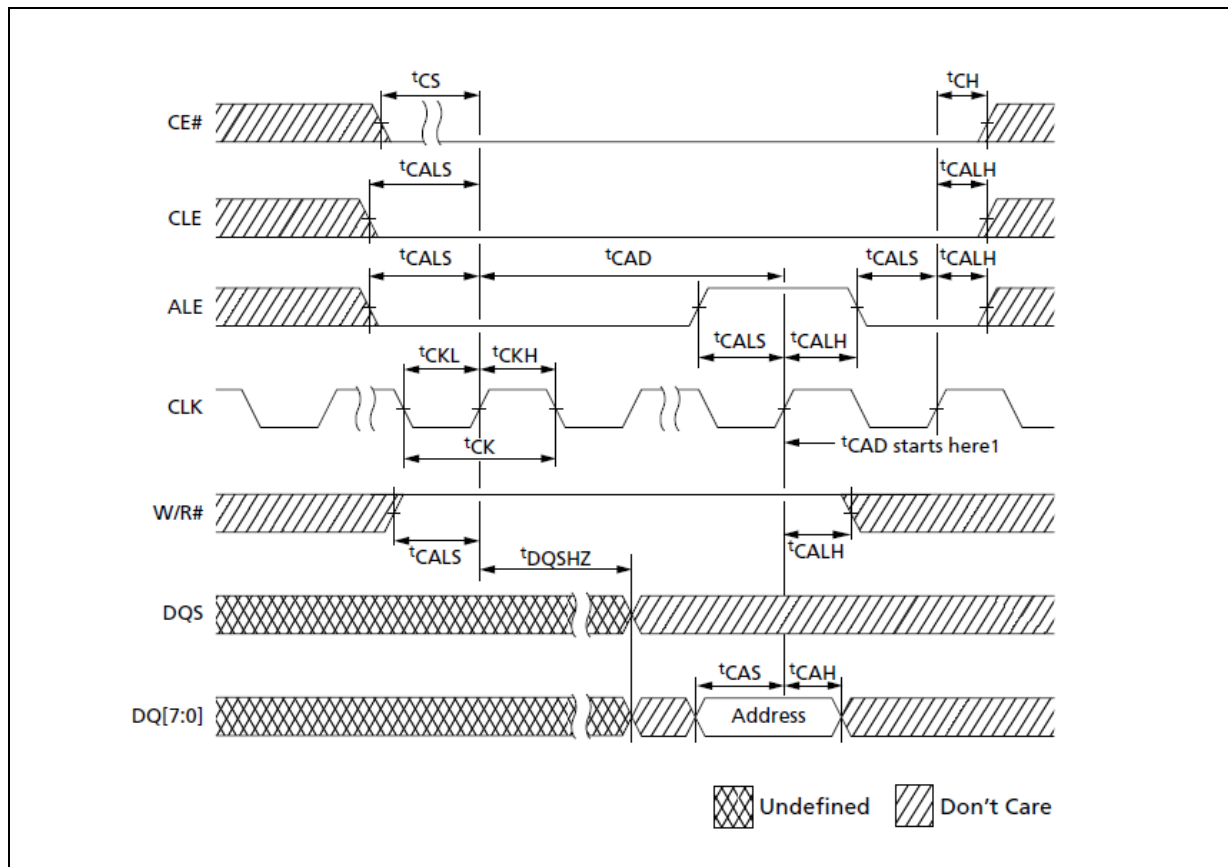 tCS
tCH
CE#
tCALS
tCALH
CLE
tCALS
tCAD
tCALS
tCALH
ALE
tCALS
tCALH
tCKL
tCKH
CLK
tCK
tCAD starts here1
W/R#
tCALS
tDQSHZ
tCALH
DQS
tCAS
tCAH
DQ[7:0]
Address
Undefined
Don't Care